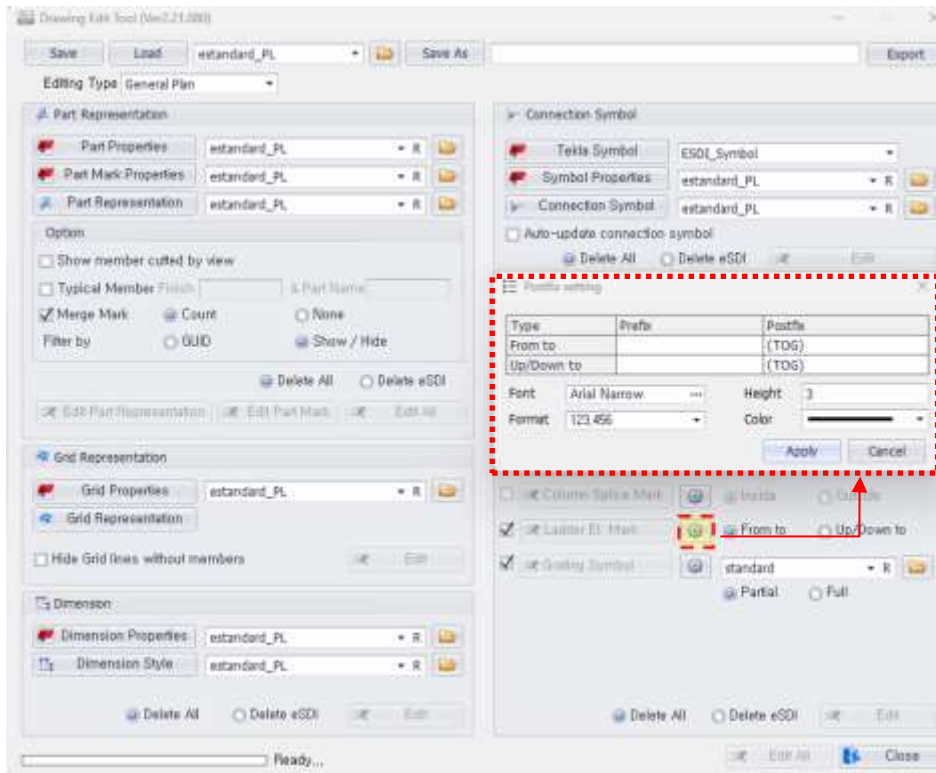 Drawing Edit Tool (Ver2.21.080)
Save Load estandard_PL Save As Export
Editing Type General Plan
Part Representation
Part Properties estandard_PL R
Part Mark Properties estandard_PL R
Part Representation estandard_PL R
Option
Show member cutted by view
Typical Member Finish & Part Name
Merge Mark Count None
Filter by GUID Show / Hide
Delete All Delete eSDI
Edit Part Representation Edit Part Mark Edit All
Grid Representation
Grid Properties estandard_PL R
Grid Representation
Hide Grid lines without members Edit
Dimension
Dimension Properties estandard_PL R
Dimension Style estandard_PL R
Delete All Delete eSDI Edit
Ready...
Connection Symbol
Tekla Symbol ESDI_Symbol
Symbol Properties estandard_PL R
Connection Symbol estandard_PL R
Auto-update connection symbol
Delete All Delete eSDI Edit
Postfix setting
Type Prefix Postfix
From to (TOG)
Up/Down to (TOG)
Font Arial Narrow ... Height 3
Format 123.456 Color
Apply Cancel
Column Splice Mark Inside Outside
Ladder El. Mark From to Up/Down to
Grating Symbol standard R
Partial Full
Delete All Delete eSDI Edit
Edit All Close